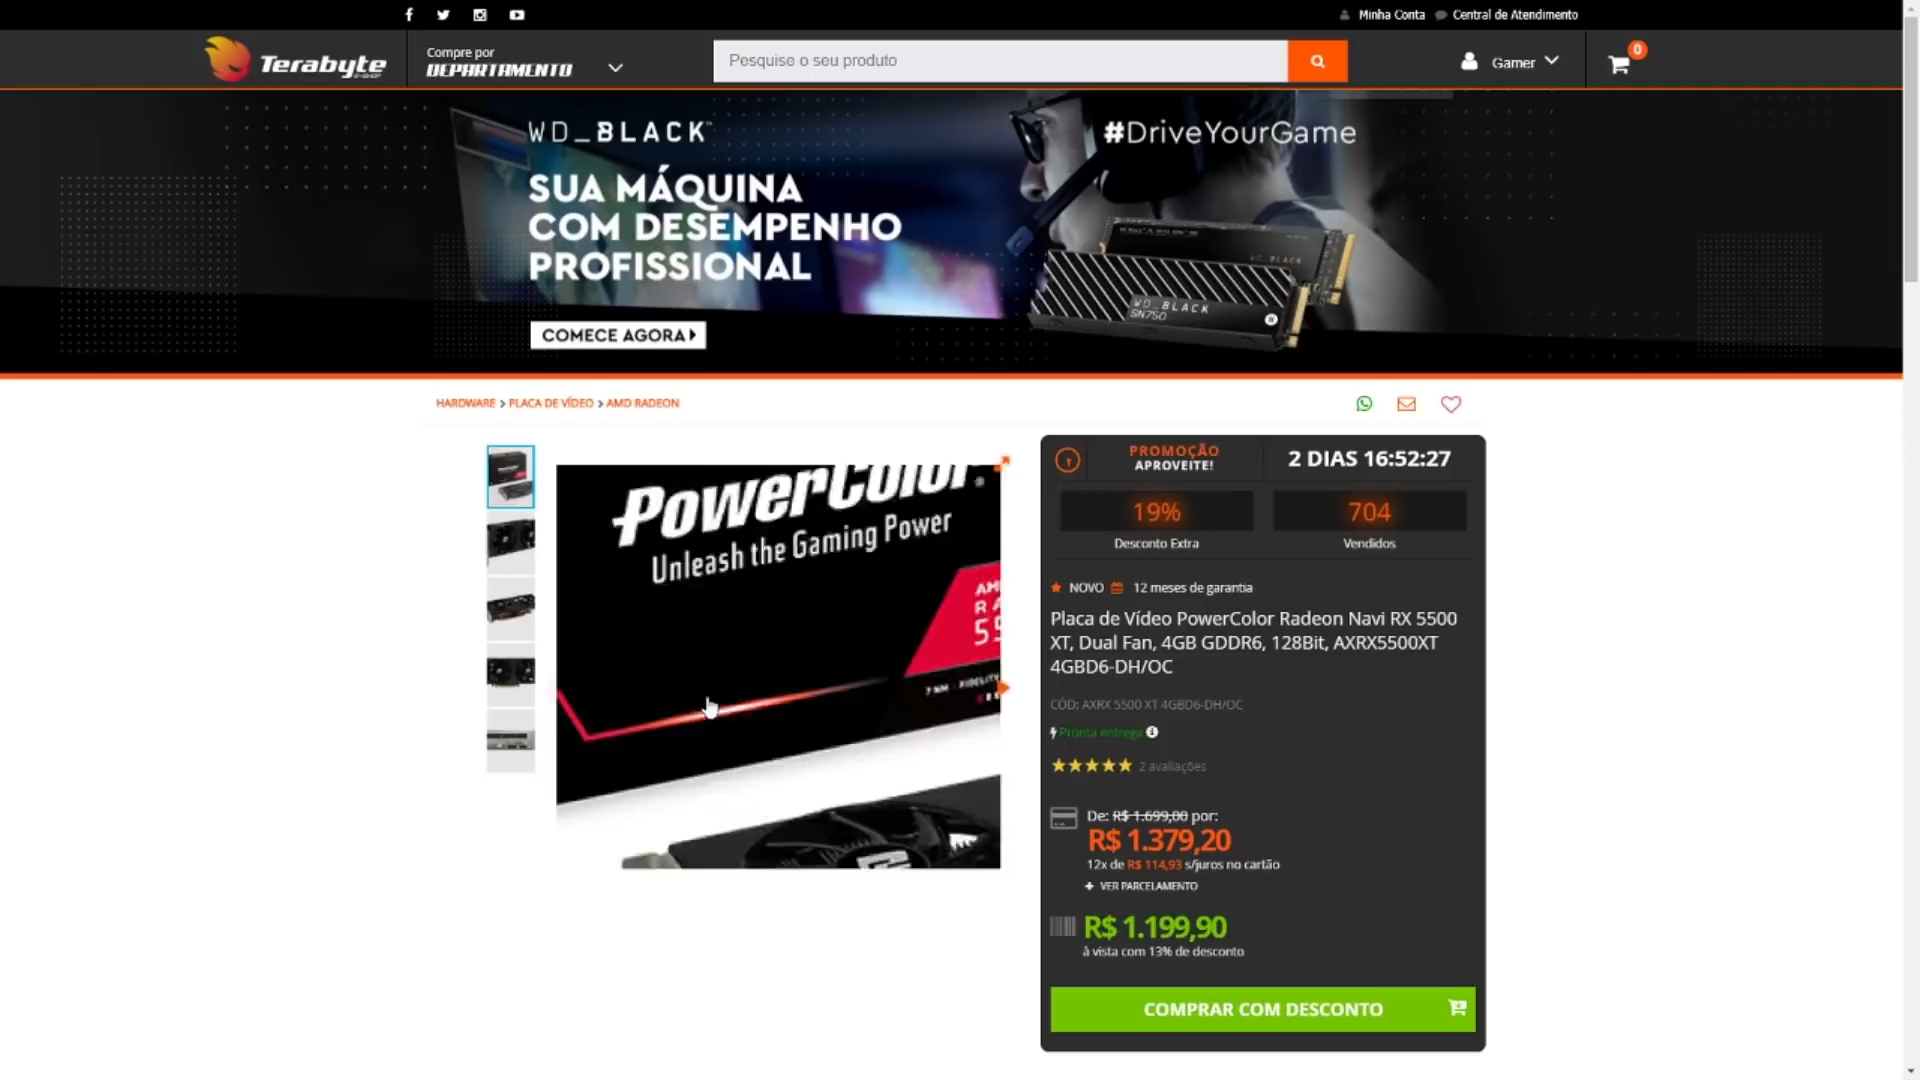 Minha Conta
Central de Atendimento
Terabyte
Compre por
DEPARTAMENTO
Pesquise o seu produto
Gamer
0
WD_BLACK™
SUA MÁQUINA
COM DESEMPENHO
PROFISSIONAL
COMECE AGORA
#DriveYourGame
WD_BLACK
WD_BLACK
SN750
HARDWARE > PLACA DE VÍDEO > AMD RADEON
PowerColor®
Unleash the Gaming Power
PROMOÇÃO
APROVEITE!
2 DIAS 16:52:27
19%
Desconto Extra
704
Vendidos
NOVO
12 meses de garantia
Placa de Vídeo PowerColor Radeon Navi RX 5500
XT, Dual Fan, 4GB GDDR6, 128Bit, AXRX5500XT
4GBD6-DH/OC
CÓD: AXRX 5500 XT 4GBD6-DH/OC
Pronta entrega
2 avaliações
De: R$ 1.699,00 por:
R$ 1.379,20
12x de R$ 114,93 s/juros no cartão
+ VER PARCELAMENTO
R$ 1.199,90
à vista com 13% de desconto
COMPRAR COM DESCONTO